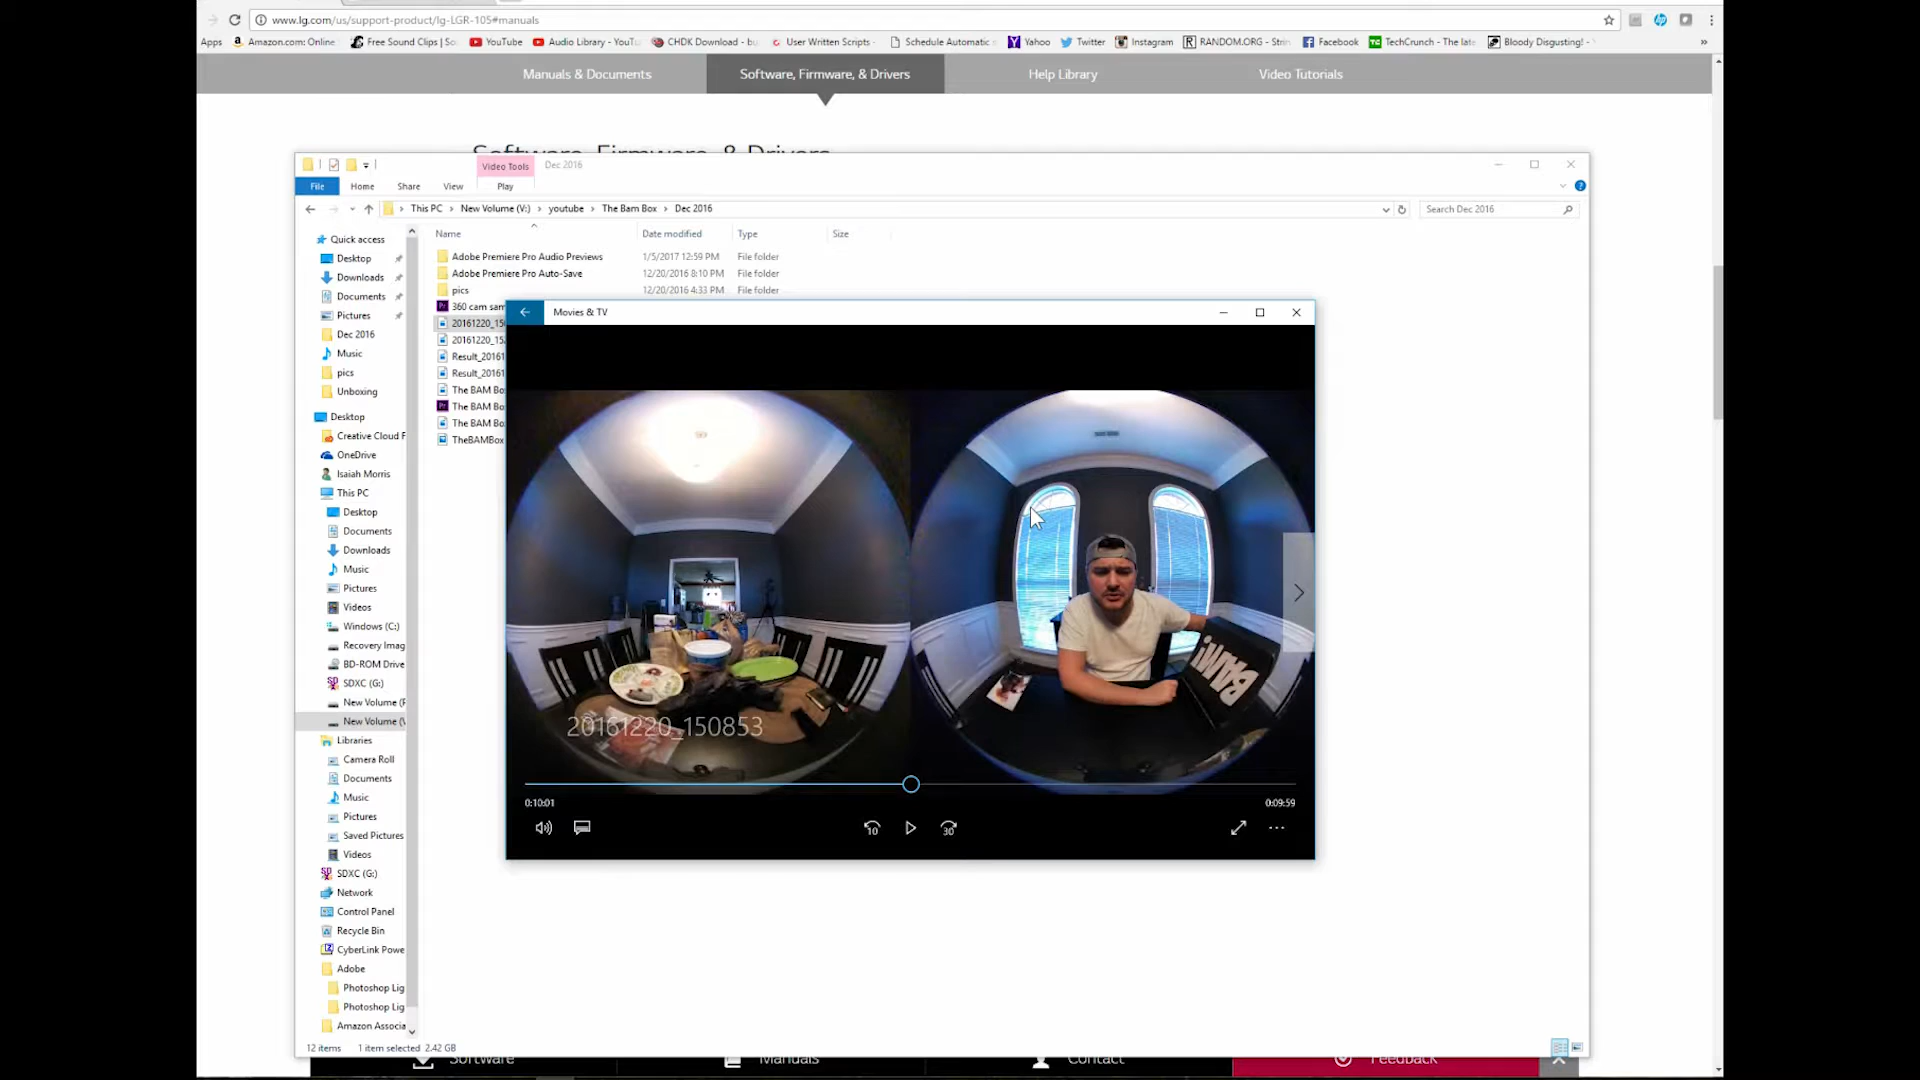 www.lg.com/us/support-product/lg-LGR-105#manuals
Apps Amazon.com: Online Free Sound Clips | So YouTube Audio Library - YouTu CHDK Download - bu User Written Scripts - Schedule Automatic Yahoo Twitter Instagram RANDOM.ORG - Strin Facebook TechCrunch - The late Bloody Disgusting! - »
Manuals & Documents Software, Firmware, & Drivers Help Library Video Tutorials
Software, Firmware, & Drivers
Video Tools Dec 2016
File Home Share View Play
This PC New Volume (V:) youtube The Bam Box Dec 2016 Search Dec 2016
Name Date modified Type Size
Quick access
Desktop
Downloads
Documents
Pictures
Dec 2016
Music
pics
Unboxing
Desktop
Creative Cloud F
OneDrive
Isaiah Morris
This PC
Desktop
Documents
Downloads
Music
Pictures
Videos
Windows (C:)
Recovery Imag
BD-ROM Drive
SDXC (G:)
New Volume (F
New Volume (V
Libraries
Camera Roll
Documents
Music
Pictures
Saved Pictures
Videos
SDXC (G:)
Network
Control Panel
Recycle Bin
CyberLink Powe
Adobe
Photoshop Lig
Photoshop Lig
Amazon Associa
Adobe Premiere Pro Audio Previews 1/5/2017 12:59 PM File folder
Adobe Premiere Pro Auto-Save 12/20/2016 8:10 PM File folder
pics 12/20/2016 4:33 PM File folder
360 cam sam
20161220_150
20161220_15
Result_20161
Result_20161
The BAM Bo
The BAM Bo
The BAM Bo
TheBAMBox
Movies & TV
BAM!
20161220_150853
0:10:01 0:09:59
10 30
12 items 1 item selected 2.42 GB
Software Manuals Contact Feedback